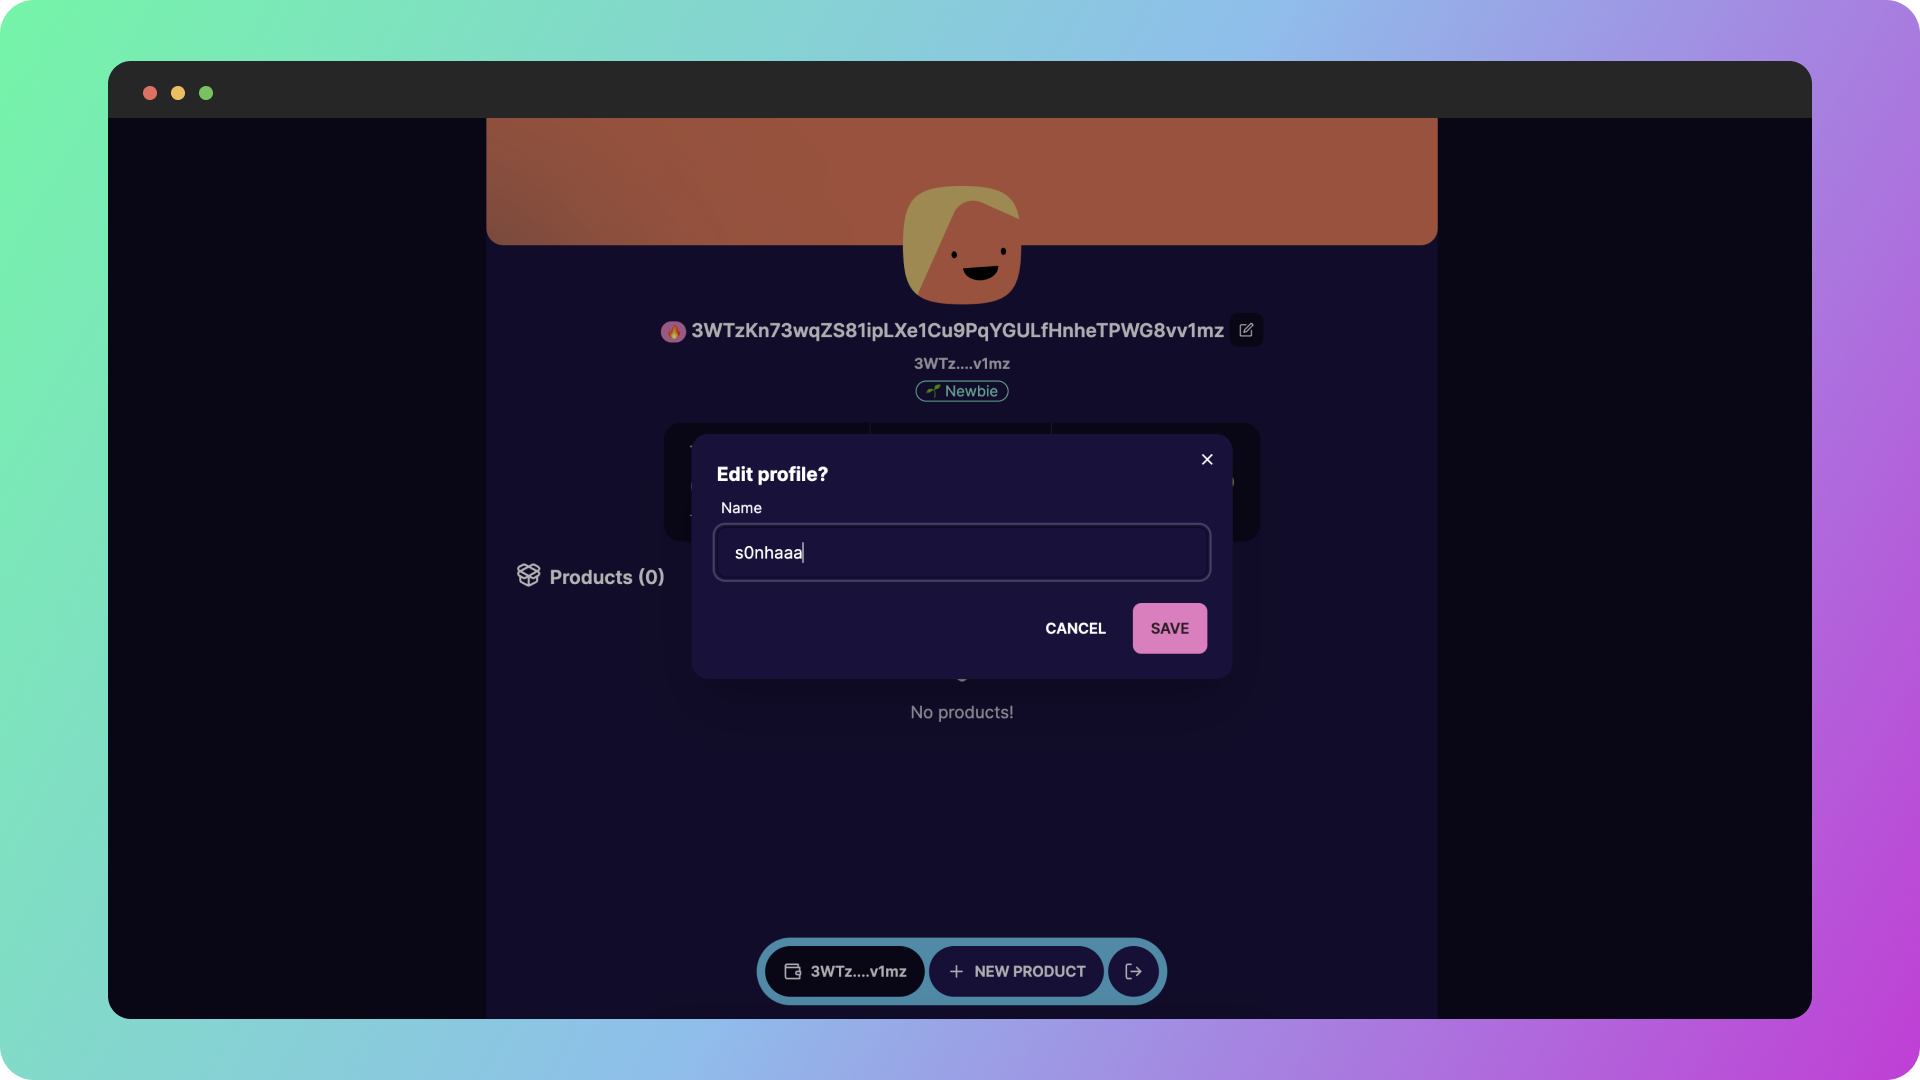 3WTzKn73wqZS81ipLXe1Cu9PqYGULfHnheTPWG8vv1mz
3WTz....v1mz
Newbie
Edit profile?
Name
s0nhaaa
CANCEL
SAVE
Products (0)
No products!
3WTz....v1mz
NEW PRODUCT